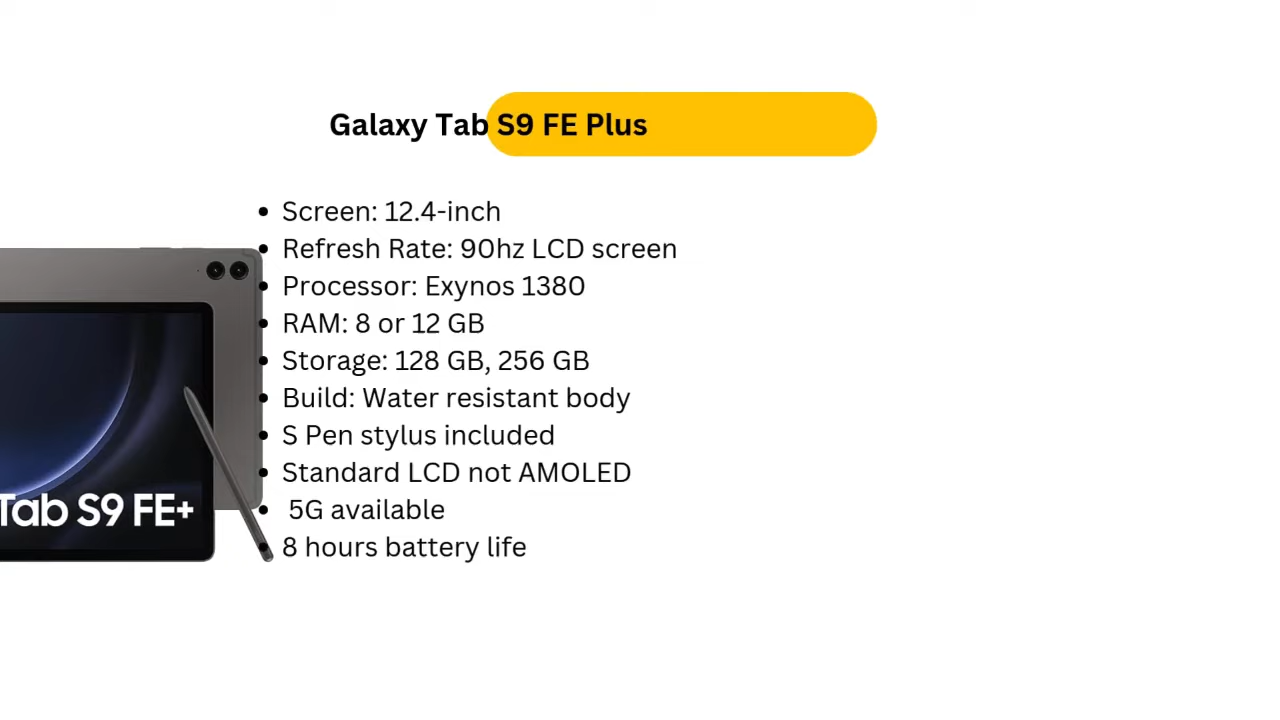 Galaxy Tab S9 FE Plus
• Screen: 12.4-inch
• Refresh Rate: 90hz LCD screen
• Processor: Exynos 1380
• RAM: 8 or 12 GB
• Storage: 128 GB, 256 GB
• Build: Water resistant body
• S Pen stylus included
• Standard LCD not AMOLED
• 5G available
• 8 hours battery life
Tab S9 FE+